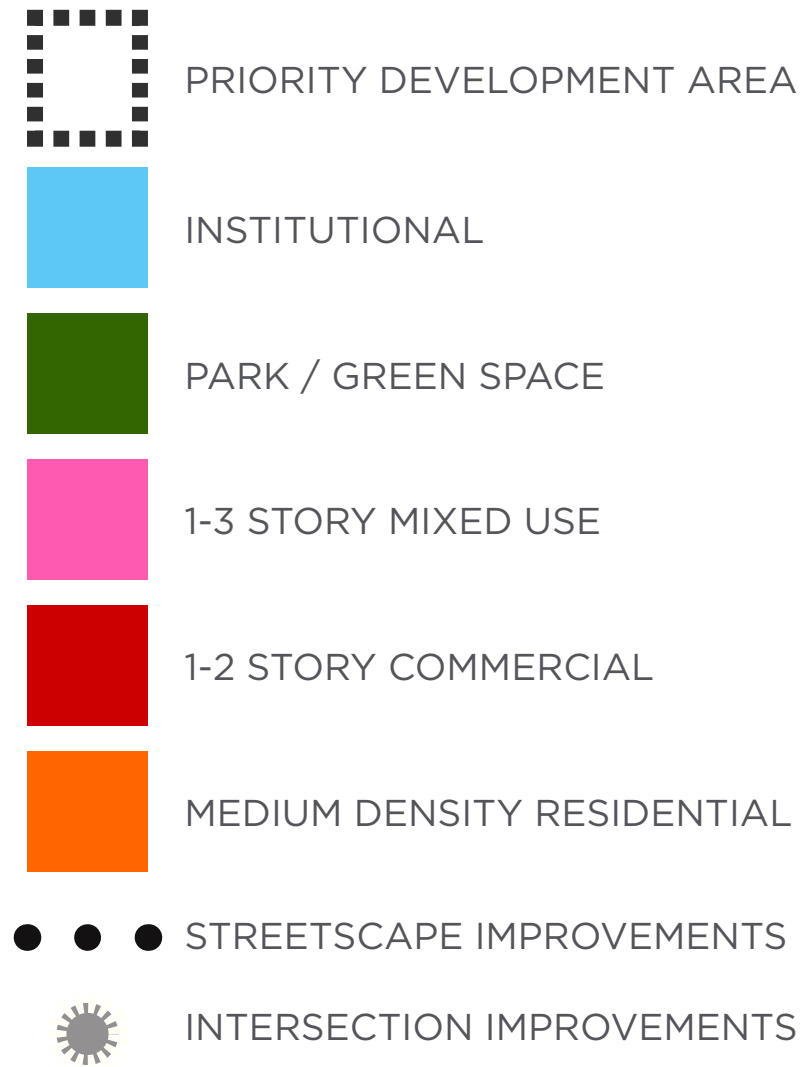 PRIORITY DEVELOPMENT AREA
INSTITUTIONAL
PARK / GREEN SPACE
1-3 STORY MIXED USE
1-2 STORY COMMERCIAL
MEDIUM DENSITY RESIDENTIAL
STREETSCAPE IMPROVEMENTS
INTERSECTION IMPROVEMENTS